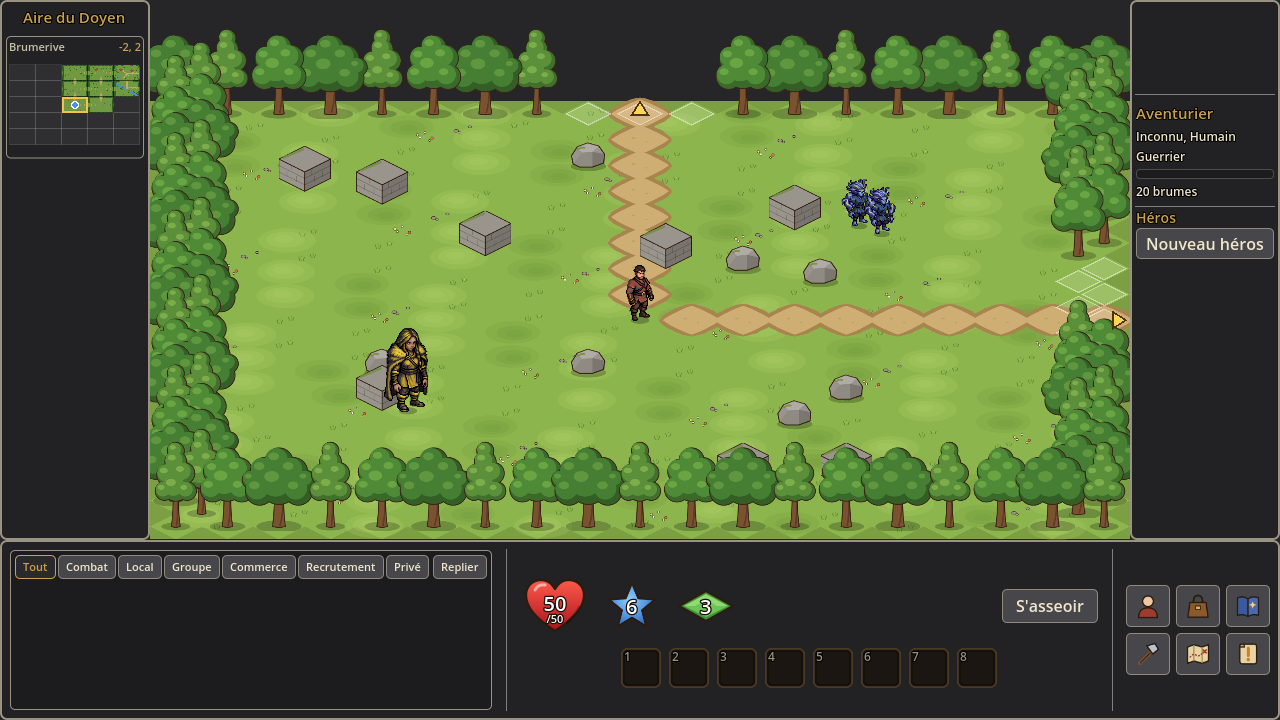 Aire du Doyen
Brumerive -2, 2
Aventurier
Inconnu, Humain
Guerrier
20 brumes
Héros
Nouveau héros
Tout Combat Local Groupe Commerce Recrutement Privé Replier
50
/50
6
3
S'asseoir
1 2 3 4 5 6 7 8